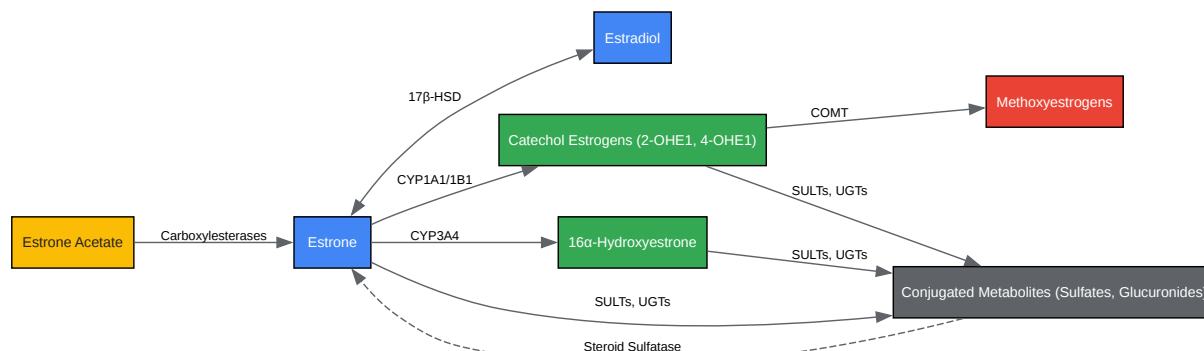 Estradiol
17β-HSD
Methoxyestrogens
COMT
Catechol Estrogens (2-OHE1, 4-OHE1)
CYP1A1/1B1
SULTs, UGTs
Estrone Acetate
Carboxylesterases
Estrone
CYP3A4
16α-Hydroxyestrone
SULTs, UGTs
Conjugated Metabolites (Sulfates, Glucuronides)
SULTs, UGTs
Steroid Sulfatase